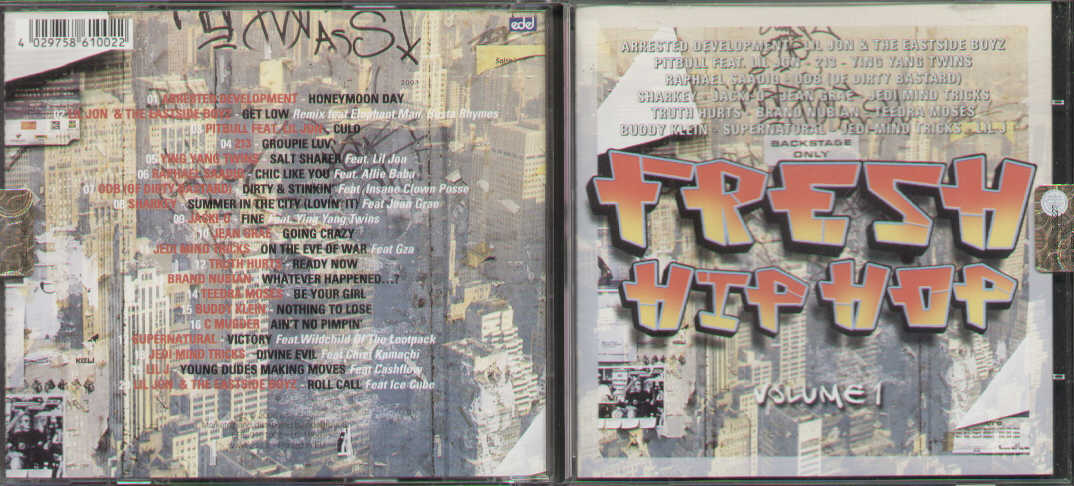 4 029758 610022
edel
ASS
2003
01 ARRESTED DEVELOPMENT - HONEYMOON DAY
02 LIL JON & THE EASTSIDE BOYZ - GET LOW Remix feat Elephant Man, Busta Rhymes
03 PITBULL FEAT. LIL JON - CULO
04 213 - GROUPIE LUV
05 YING YANG TWINS - SALT SHAKER Feat. Lil Jon
06 RAPHAEL SAADIQ - CHIC LIKE YOU Feat. Allie Baba
07 ODB (OF DIRTY BASTARD) - DIRTY & STINKIN' Feat, Insane Clown Posse
08 SHARKEY - SUMMER IN THE CITY (LOVIN' IT) Feat Jean Grae
09 JACKI-O - FINE Feat. Ying Yang Twins
10 JEAN GRAE - GOING CRAZY
JEDI MIND TRICKS - ON THE EVE OF WAR Feat Gza
12 TRUTH HURTS - READY NOW
BRAND NUBIAN - WHATEVER HAPPENED...?
14 TEEDRA MOSES - BE YOUR GIRL
15 BUDDY KLEIN - NOTHING TO LOSE
16 C MURDER - AIN'T NO PIMPIN'
SUPERNATURAL - VICTORY Feat.Wildchild Of The Lootpack
JEDI MIND TRICKS - DIVINE EVIL Feat Chief Kamachi
LIL J - YOUNG DUDES MAKING MOVES Feat Cashflow
LIL JON & THE EASTSIDE BOYZ - ROLL CALL Feat Ice Cube
ARRESTED DEVELOPMENT - LIL JON & THE EASTSIDE BOYZ
PITBULL FEAT. LIL JON - 213 - YING YANG TWINS
RAPHAEL SAADIQ - ODB (OF DIRTY BASTARD)
SHARKEY - JACKI-O - JEAN GRAE - JEDI MIND TRICKS
TRUTH HURTS - BRAND NUBIAN - TEEDRA MOSES
BUDDY KLEIN - SUPERNATURAL - JEDI MIND TRICKS - LIL J
BACKSTAGE
ONLY
FRESH
HIP HOP
VOLUME 1